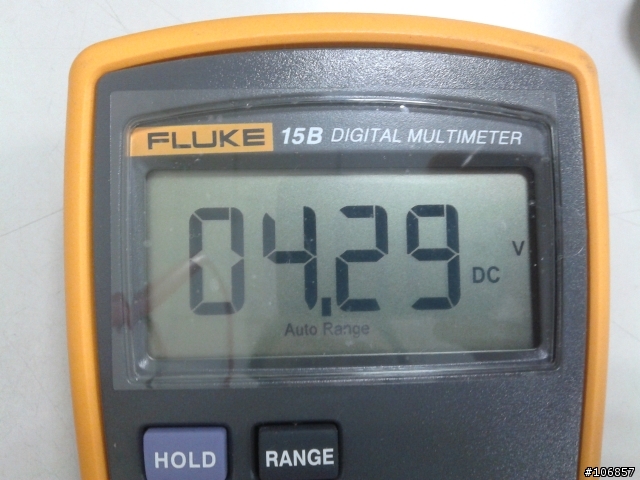 FLUKE 15B DIGITAL MULTIMETER
04.29 V DC
Auto Range
HOLD RANGE
#106857